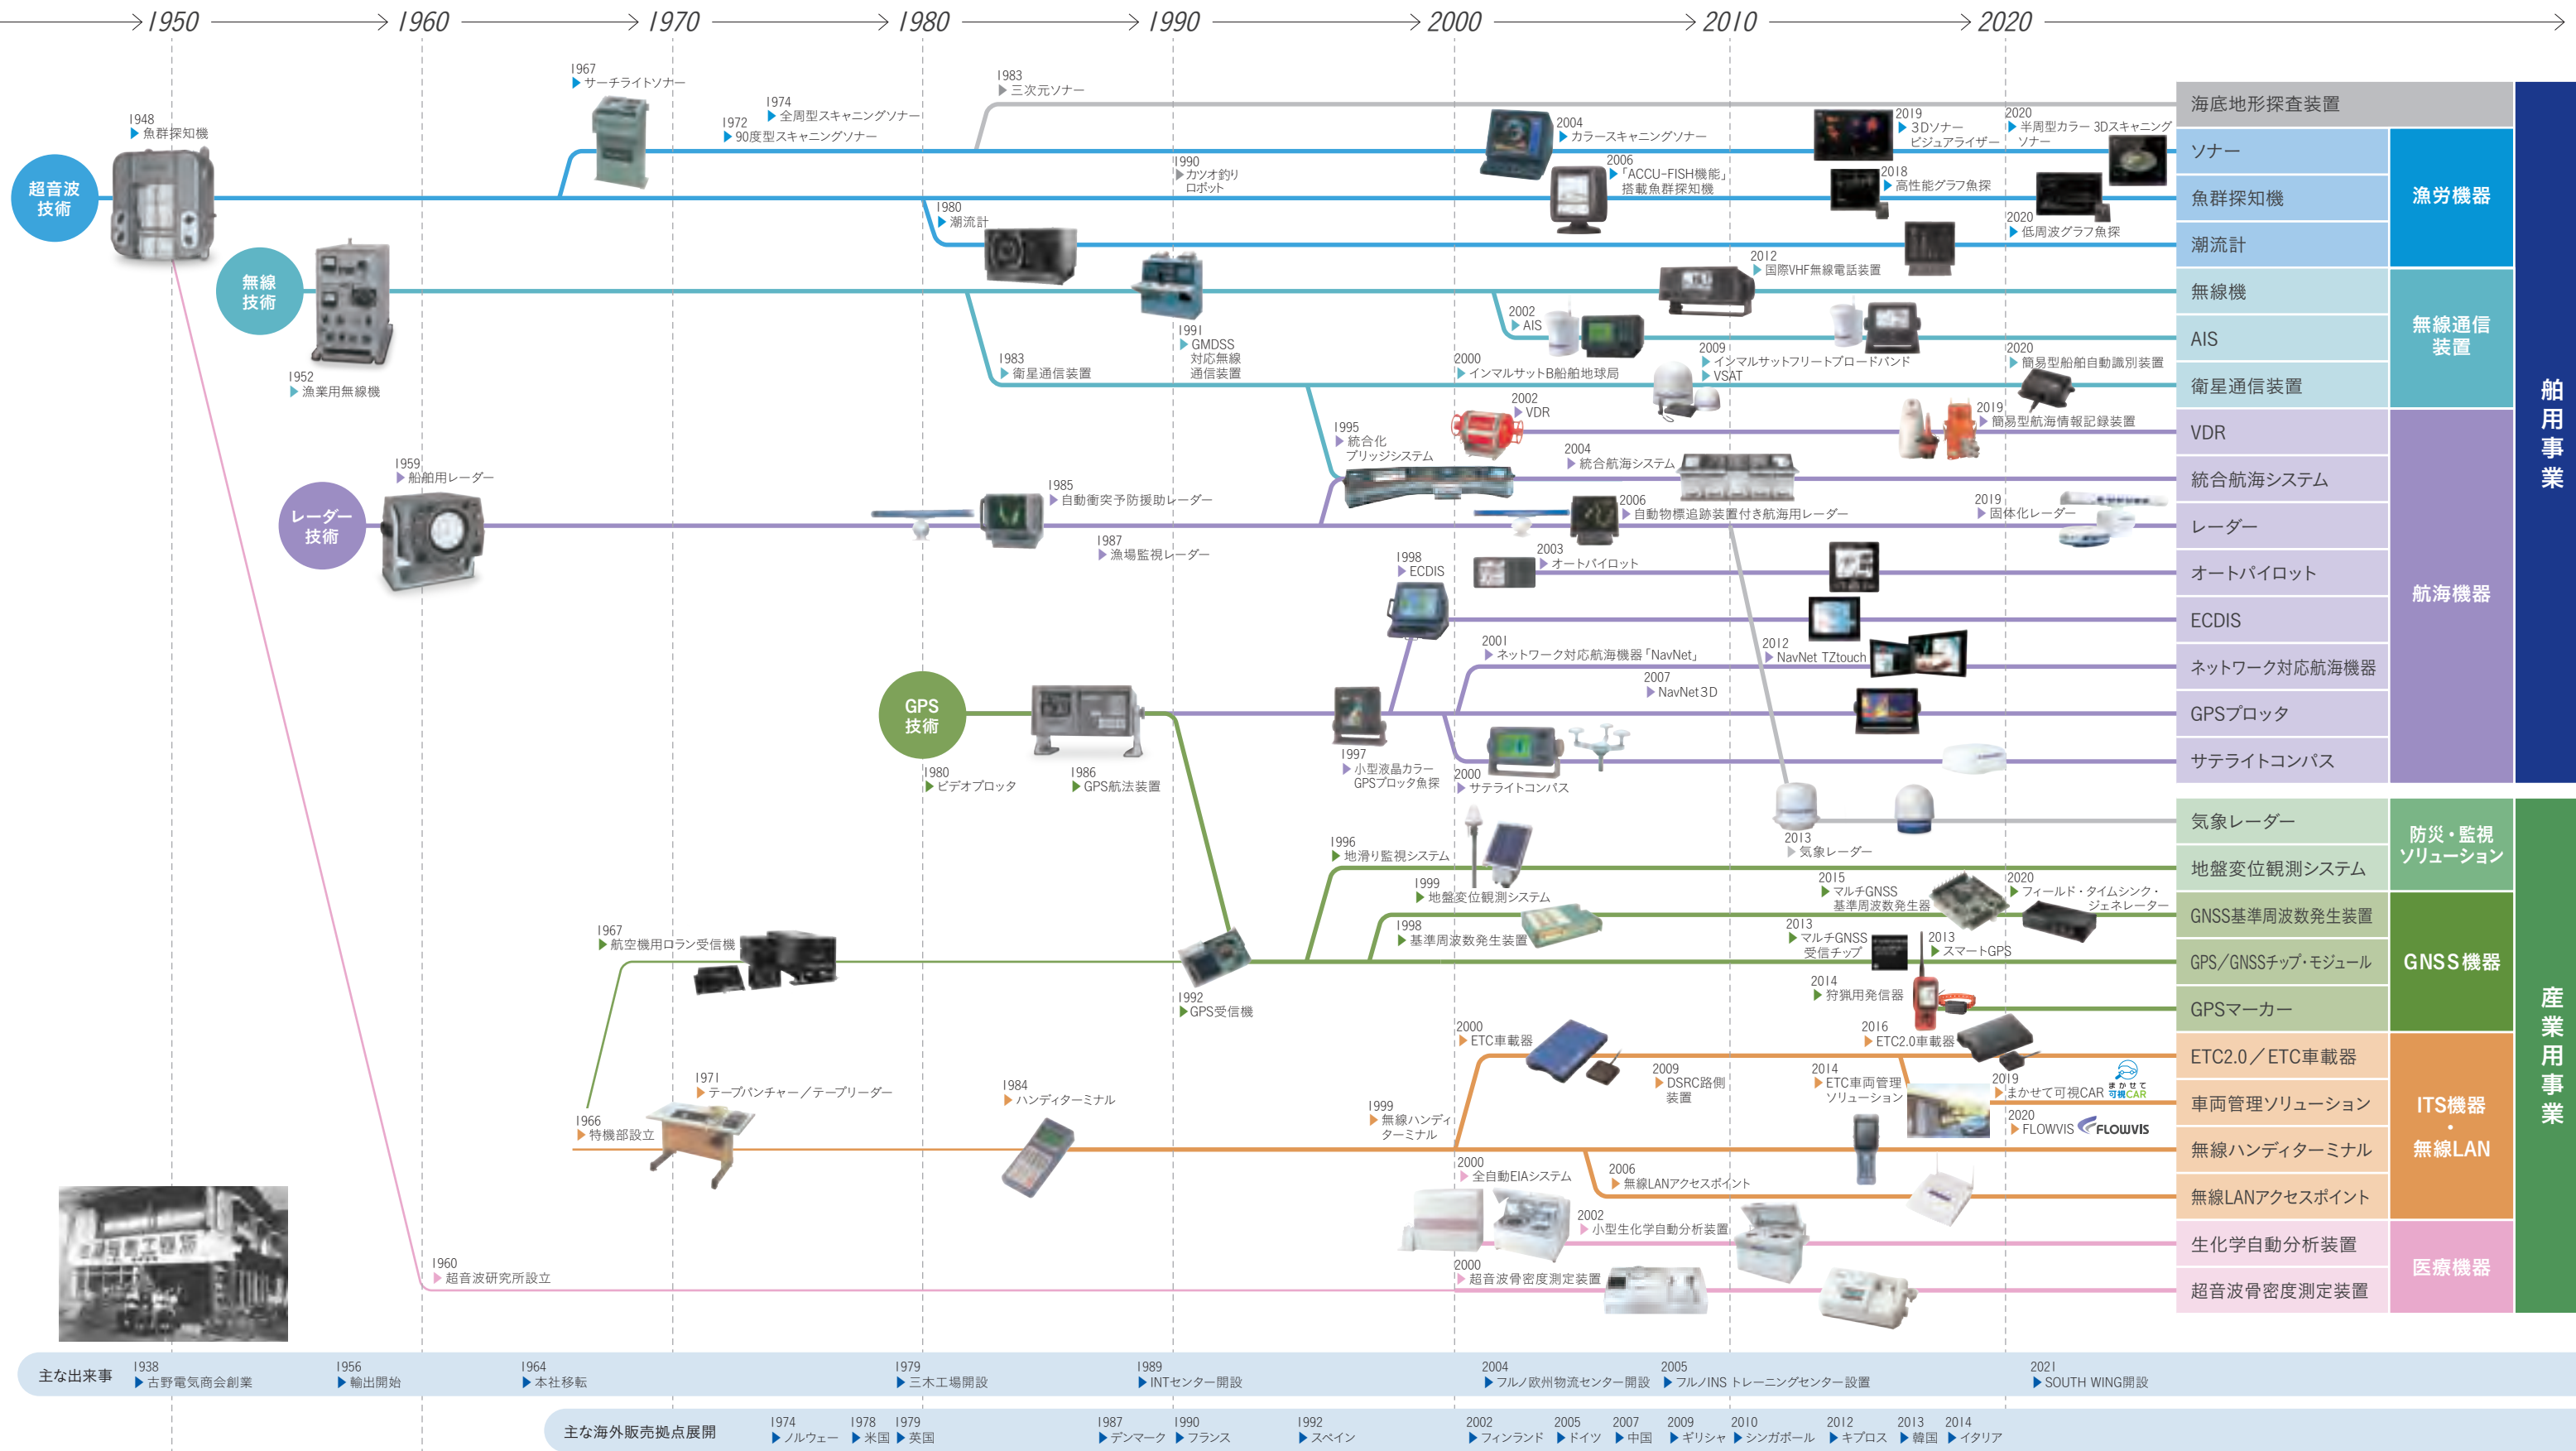 1950
1960
1970
1980
1990
2000
2010
2020
超音波
技術
1948
魚群探知機
1967
サーチライトソナー
1972
90度型スキャニングソナー
1974
全周型スキャニングソナー
1983
三次元ソナー
1990
カツオ釣り
ロボット
1980
潮流計
2004
カラースキャニングソナー
2006
「ACCU-FISH機能」
搭載魚群探知機
2019
3Dソナー
ビジュアライザー
2020
半周型カラー 3Dスキャニング
ソナー
2018
高性能グラフ魚探
2020
低周波グラフ魚探
無線
技術
1952
漁業用無線機
1983
衛星通信装置
1991
GMDSS
対応無線
通信装置
2000
インマルサットB船舶地球局
2002
AIS
2012
国際VHF無線電話装置
2009
インマルサットフリートブロードバンド
VSAT
2020
簡易型船舶自動識別装置
レーダー
技術
1959
船舶用レーダー
1985
自動衝突予防援助レーダー
1987
漁場監視レーダー
1995
統合化
ブリッジシステム
2002
VDR
2019
簡易型航海情報記録装置
2004
統合航海システム
2006
自動物標追跡装置付き航海用レーダー
2019
固体化レーダー
2003
オートパイロット
1998
ECDIS
2001
ネットワーク対応航海機器「NavNet」
2007
NavNet3D
2012
NavNet TZtouch
GPS
技術
1980
ビデオプロッタ
1986
GPS航法装置
1997
小型液晶カラー
GPSプロッタ魚探
2000
サテライトコンパス
2013
気象レーダー
1996
地滑り監視システム
1999
地盤変位観測システム
1998
基準周波数発生装置
2015
マルチGNSS
基準周波数発生器
2020
フィールド・タイムシンク・
ジェネレーター
2013
マルチGNSS
受信チップ
2013
スマートGPS
1967
航空機用ロラン受信機
1992
GPS受信機
2014
狩猟用発信器
1966
特機部設立
1971
テープパンチャー／テープリーダー
1984
ハンディターミナル
1999
無線ハンディ
ターミナル
2000
ETC車載器
2009
DSRC路側
装置
2016
ETC2.0車載器
2014
ETC車両管理
ソリューション
2019
まかせて可視CAR
まかせて
可視CAR
2020
FLOWVIS
FLOWVIS
2006
無線LANアクセスポイント
2000
全自動EIAシステム
2002
小型生化学自動分析装置
1960
超音波研究所設立
2000
超音波骨密度測定装置
海底地形探査装置
ソナー
魚群探知機
潮流計
無線機
AIS
衛星通信装置
VDR
統合航海システム
レーダー
オートパイロット
ECDIS
ネットワーク対応航海機器
GPSプロッタ
サテライトコンパス
気象レーダー
地盤変位観測システム
GNSS基準周波数発生装置
GPS／GNSSチップ・モジュール
GPSマーカー
ETC2.0／ETC車載器
車両管理ソリューション
無線ハンディターミナル
無線LANアクセスポイント
生化学自動分析装置
超音波骨密度測定装置
漁労機器
無線通信
装置
航海機器
防災・監視
ソリューション
GNSS機器
ITS機器
・
無線LAN
医療機器
舶用事業
産業用事業
主な出来事
1938
古野電気商会創業
1956
輸出開始
1964
本社移転
1979
三木工場開設
1989
INTセンター開設
2004
フルノ欧州物流センター開設
2005
フルノINS トレーニングセンター設置
2021
SOUTH WING開設
主な海外販売拠点展開
1974
ノルウェー
1978
米国
1979
英国
1987
デンマーク
1990
フランス
1992
スペイン
2002
フィンランド
2005
ドイツ
2007
中国
2009
ギリシャ
2010
シンガポール
2012
キプロス
2013
韓国
2014
イタリア